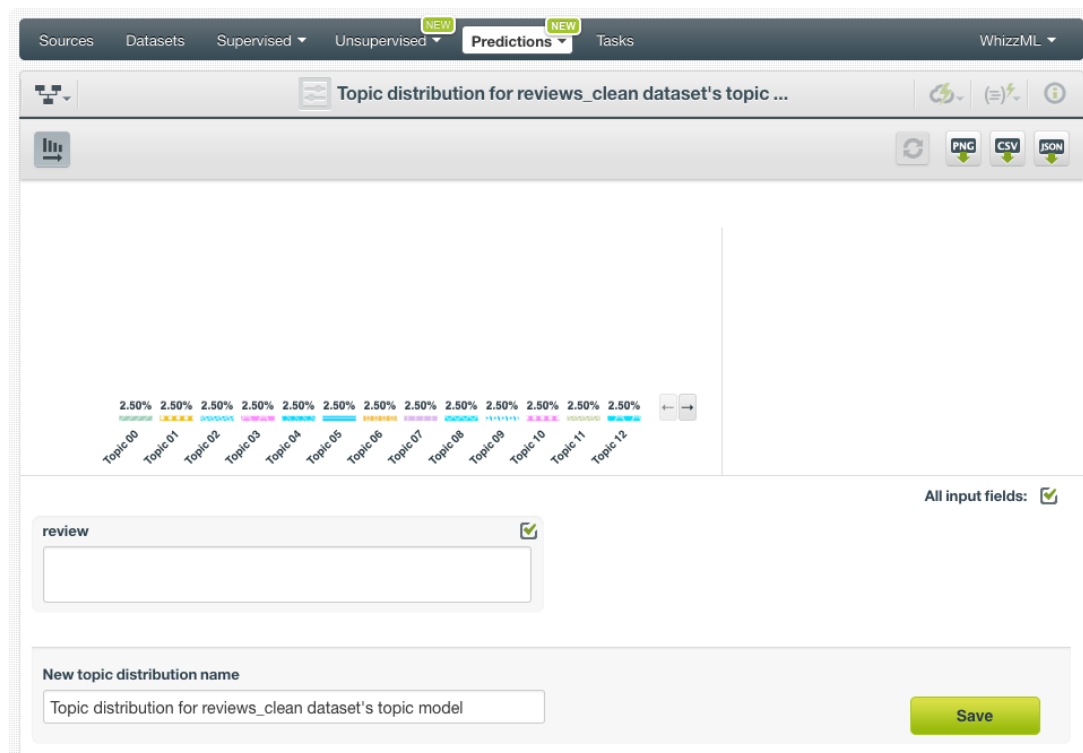 NEW NEW
Sources Datasets Supervised Unsupervised Predictions Tasks WhizzML
Topic distribution for reviews_clean dataset's topic ...
PNG CSV JSON
2.50% 2.50% 2.50% 2.50% 2.50% 2.50% 2.50% 2.50% 2.50% 2.50% 2.50% 2.50% 2.50%
Topic 00 Topic 01 Topic 02 Topic 03 Topic 04 Topic 05 Topic 06 Topic 07 Topic 08 Topic 09 Topic 10 Topic 11 Topic 12
All input fields:
review
New topic distribution name
Topic distribution for reviews_clean dataset's topic model
Save